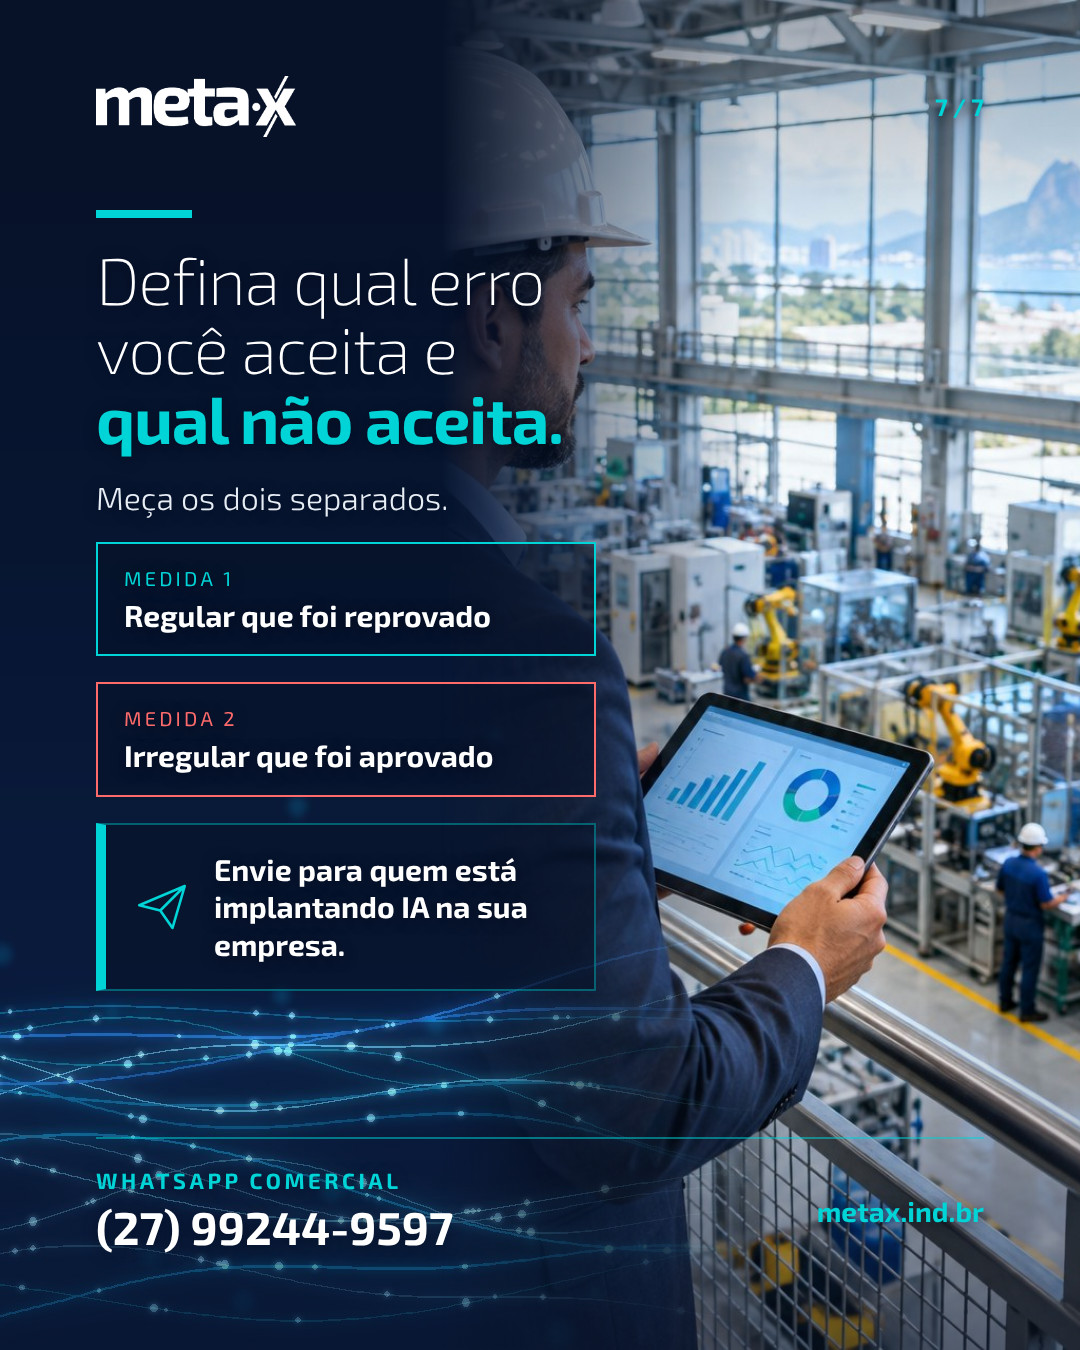 meta·x
7 / 7
Defina qual erro
você aceita e
qual não aceita.
Meça os dois separados.
MEDIDA 1
Regular que foi reprovado
MEDIDA 2
Irregular que foi aprovado
Envie para quem está
implantando IA na sua
empresa.
WHATSAPP COMERCIAL
(27) 99244-9597
metax.ind.br